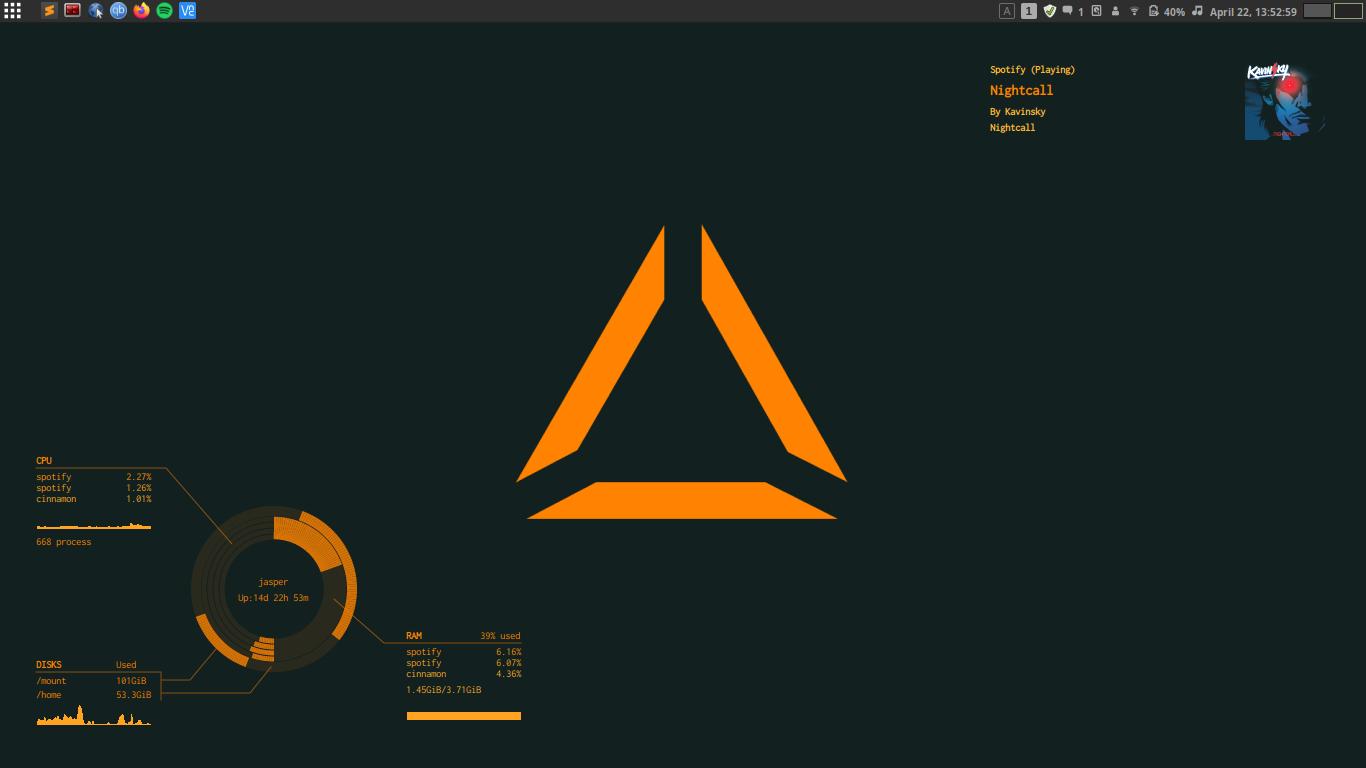 A 1 1 40% April 22, 13:52:59
qb V2
Spotify (Playing)
Nightcall
By Kavinsky
Nightcall
KAVINSKY
CPU
spotify 2.27%
spotify 1.26%
cinnamon 1.01%
668 process
jasper
Up:14d 22h 53m
RAM 39% used
spotify 6.16%
spotify 6.07%
cinnamon 4.36%
1.45GiB/3.71GiB
DISKS Used
/mount 101GiB
/home 53.3GiB